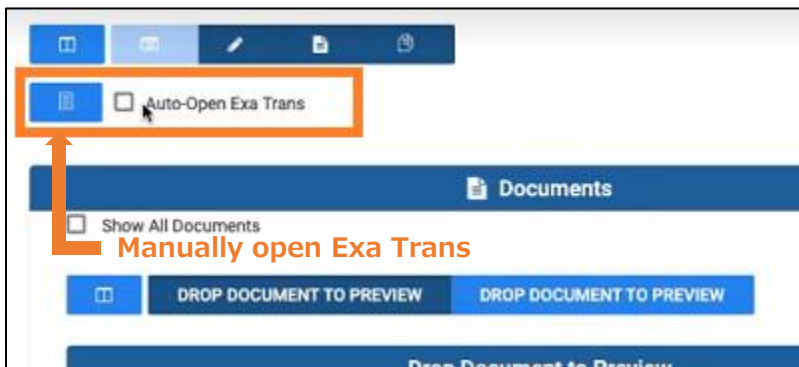 Auto-Open Exa Trans
Documents
Show All Documents
Manually open Exa Trans
DROP DOCUMENT TO PREVIEW DROP DOCUMENT TO PREVIEW
Drop Document to Preview